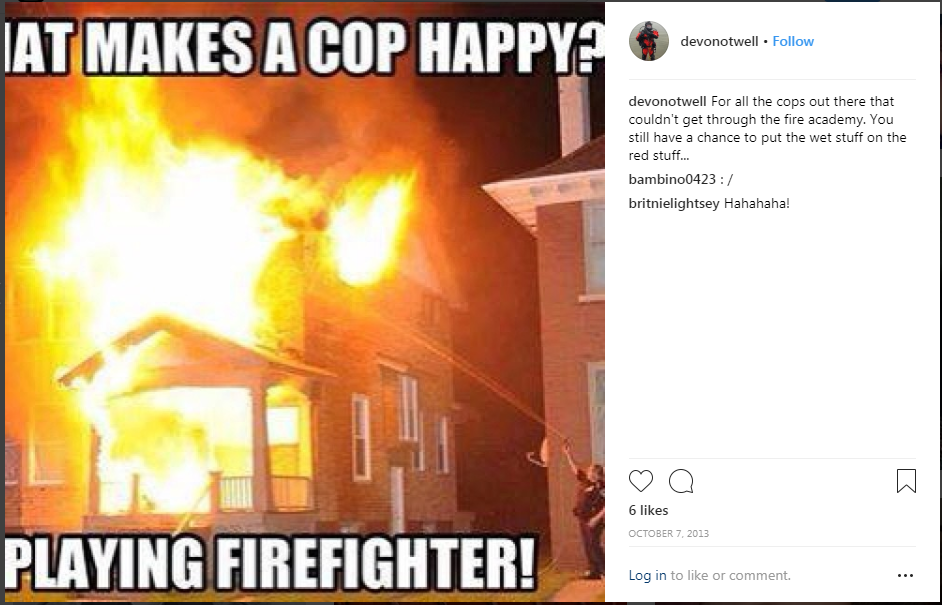 IAT MAKES A COP HAPPY?
PLAYING FIREFIGHTER!
devonotwell • Follow
devonotwell For all the cops out there that
couldn't get through the fire academy. You
still have a chance to put the wet stuff on the
red stuff...
bambino0423 : /
britnielightsey Hahahaha!
6 likes
OCTOBER 7, 2013
Log in to like or comment.